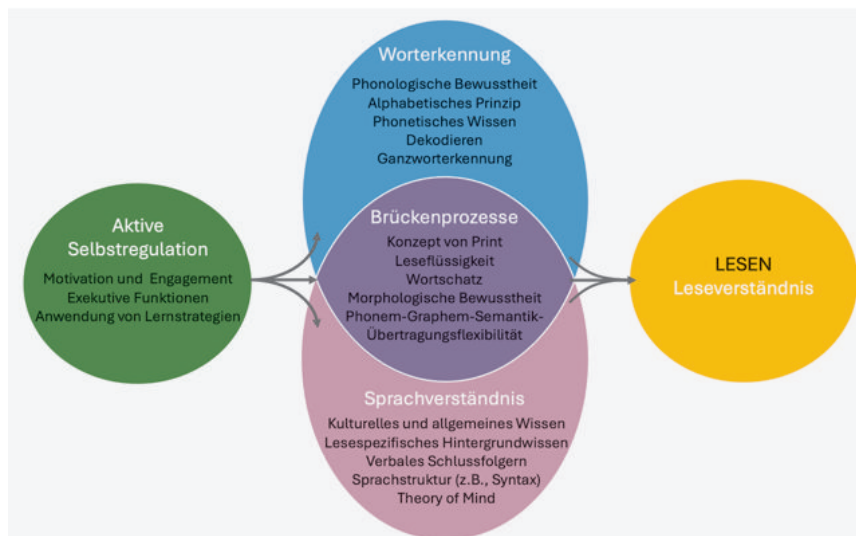 Worterkennung
Phonologische Bewusstheit
Alphabetisches Prinzip
Phonetisches Wissen
Dekodieren
Ganzworterkennung
Aktive
Selbstregulation
Motivation und Engagement
Exekutive Funktionen
Anwendung von Lernstrategien
Brückenprozesse
Konzept von Print
Leseflüssigkeit
Wortschatz
Morphologische Bewusstheit
Phonem-Graphem-Semantik-
Übertragungsflexibilität
LESEN
Leseverständnis
Sprachverständnis
Kulturelles und allgemeines Wissen
Lesespezifisches Hintergrundwissen
Verbales Schlussfolgern
Sprachstruktur (z.B., Syntax)
Theory of Mind